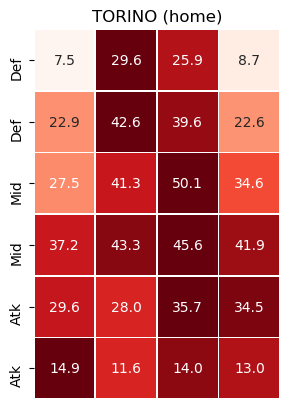 TORINO (home)
Def 7.5 29.6 25.9 8.7
Def 22.9 42.6 39.6 22.6
Mid 27.5 41.3 50.1 34.6
Mid 37.2 43.3 45.6 41.9
Atk 29.6 28.0 35.7 34.5
Atk 14.9 11.6 14.0 13.0